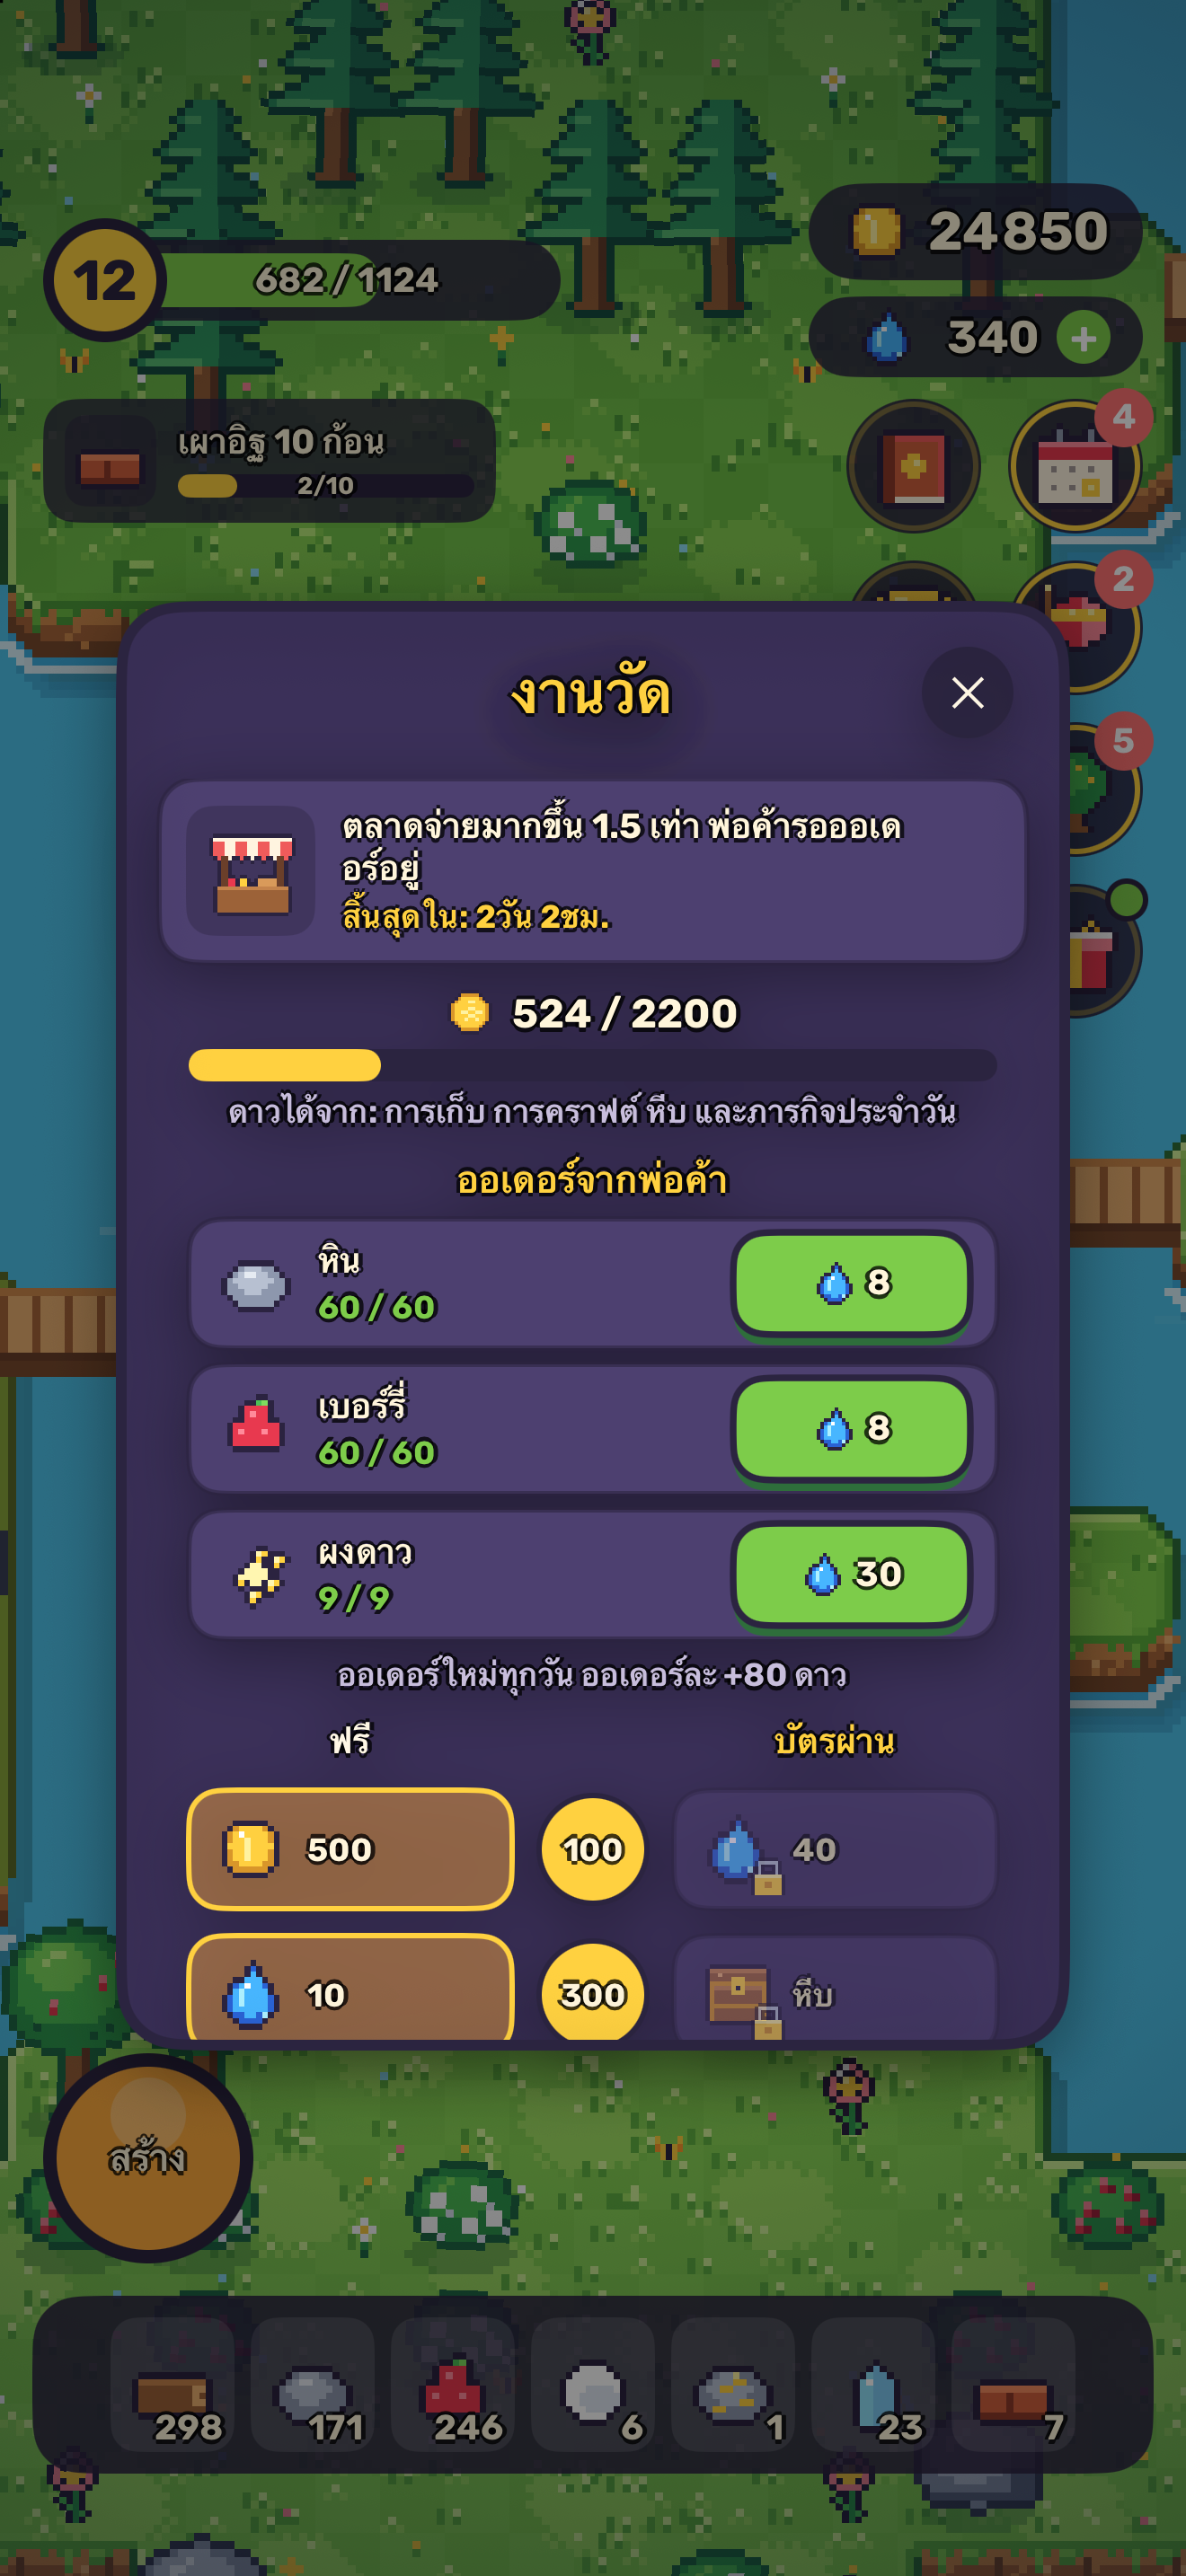 12
682 / 1124
24850
340 +
เผาอิฐ 10 ก้อน
2/10
4
2
5
งานวัด
ตลาดจ่ายมากขึ้น 1.5 เท่า พ่อค้ารอออเด
อร์อยู่
สิ้นสุดใน: 2วัน 2ชม.
524 / 2200
ดาวได้จาก: การเก็บ การคราฟต์ หีบ และภารกิจประจำวัน
ออเดอร์จากพ่อค้า
หิน
60 / 60
8
เบอร์รี่
60 / 60
8
ผงดาว
9 / 9
30
ออเดอร์ใหม่ทุกวัน ออเดอร์ละ +80 ดาว
ฟรี บัตรผ่าน
500 100 40
10 300 หีบ
สร้าง
298 171 246 6 1 23 7